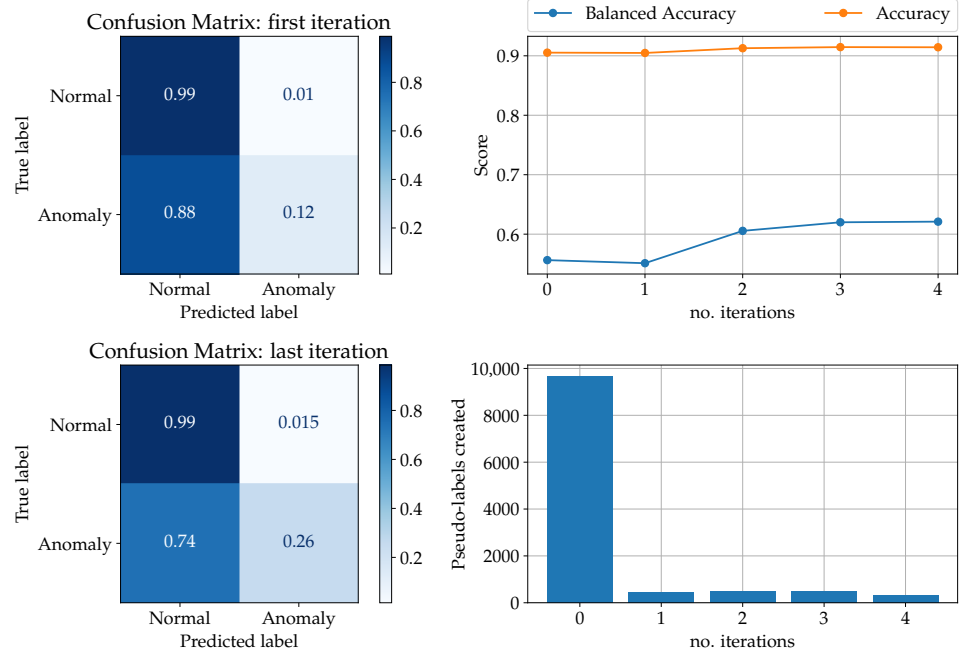 Confusion Matrix: first iteration
True label
Normal
Anomaly
0.99
0.01
0.88
0.12
Normal
Anomaly
Predicted label
0.8
0.6
0.4
0.2
Balanced Accuracy
Accuracy
Score
0.9
0.8
0.7
0.6
0
1
2
3
4
no. iterations
Confusion Matrix: last iteration
True label
Normal
Anomaly
0.99
0.015
0.74
0.26
Normal
Anomaly
Predicted label
0.8
0.6
0.4
0.2
Pseudo-labels created
10,000
8000
6000
4000
2000
0
0
1
2
3
4
no. iterations